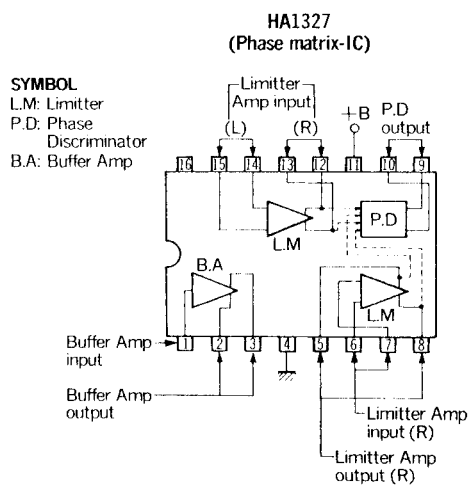 HA1327
(Phase matrix-IC)
SYMBOL
L.M: Limitter
P.D: Phase
Discriminator
B.A: Buffer Amp
Limitter
Amp input
(L)
(R)
+B
P.D
output
16 15 14 13 12 11 10 9
L.M
P.D
B.A
L.M
1 2 3 4 5 6 7 8
Buffer Amp
input
Buffer Amp
output
Limitter Amp
input (R)
Limitter Amp
output (R)